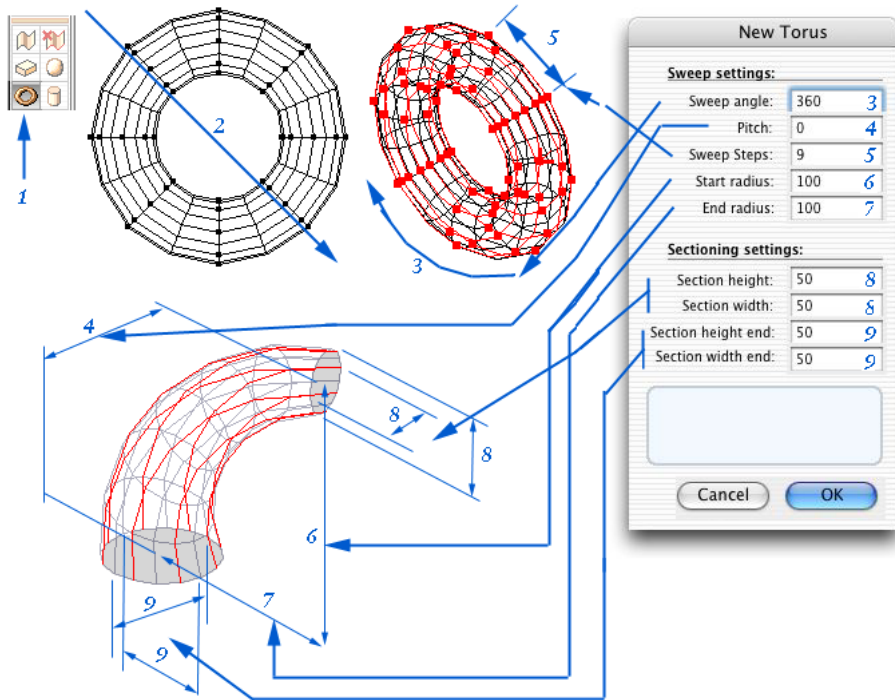 1
2
3
5
4
8
8
6
7
9
9
New Torus
Sweep settings:
Sweep angle: 360 3
Pitch: 0 4
Sweep Steps: 9 5
Start radius: 100 6
End radius: 100 7
Sectioning settings:
Section height: 50 8
Section width: 50 8
Section height end: 50 9
Section width end: 50 9
Cancel OK